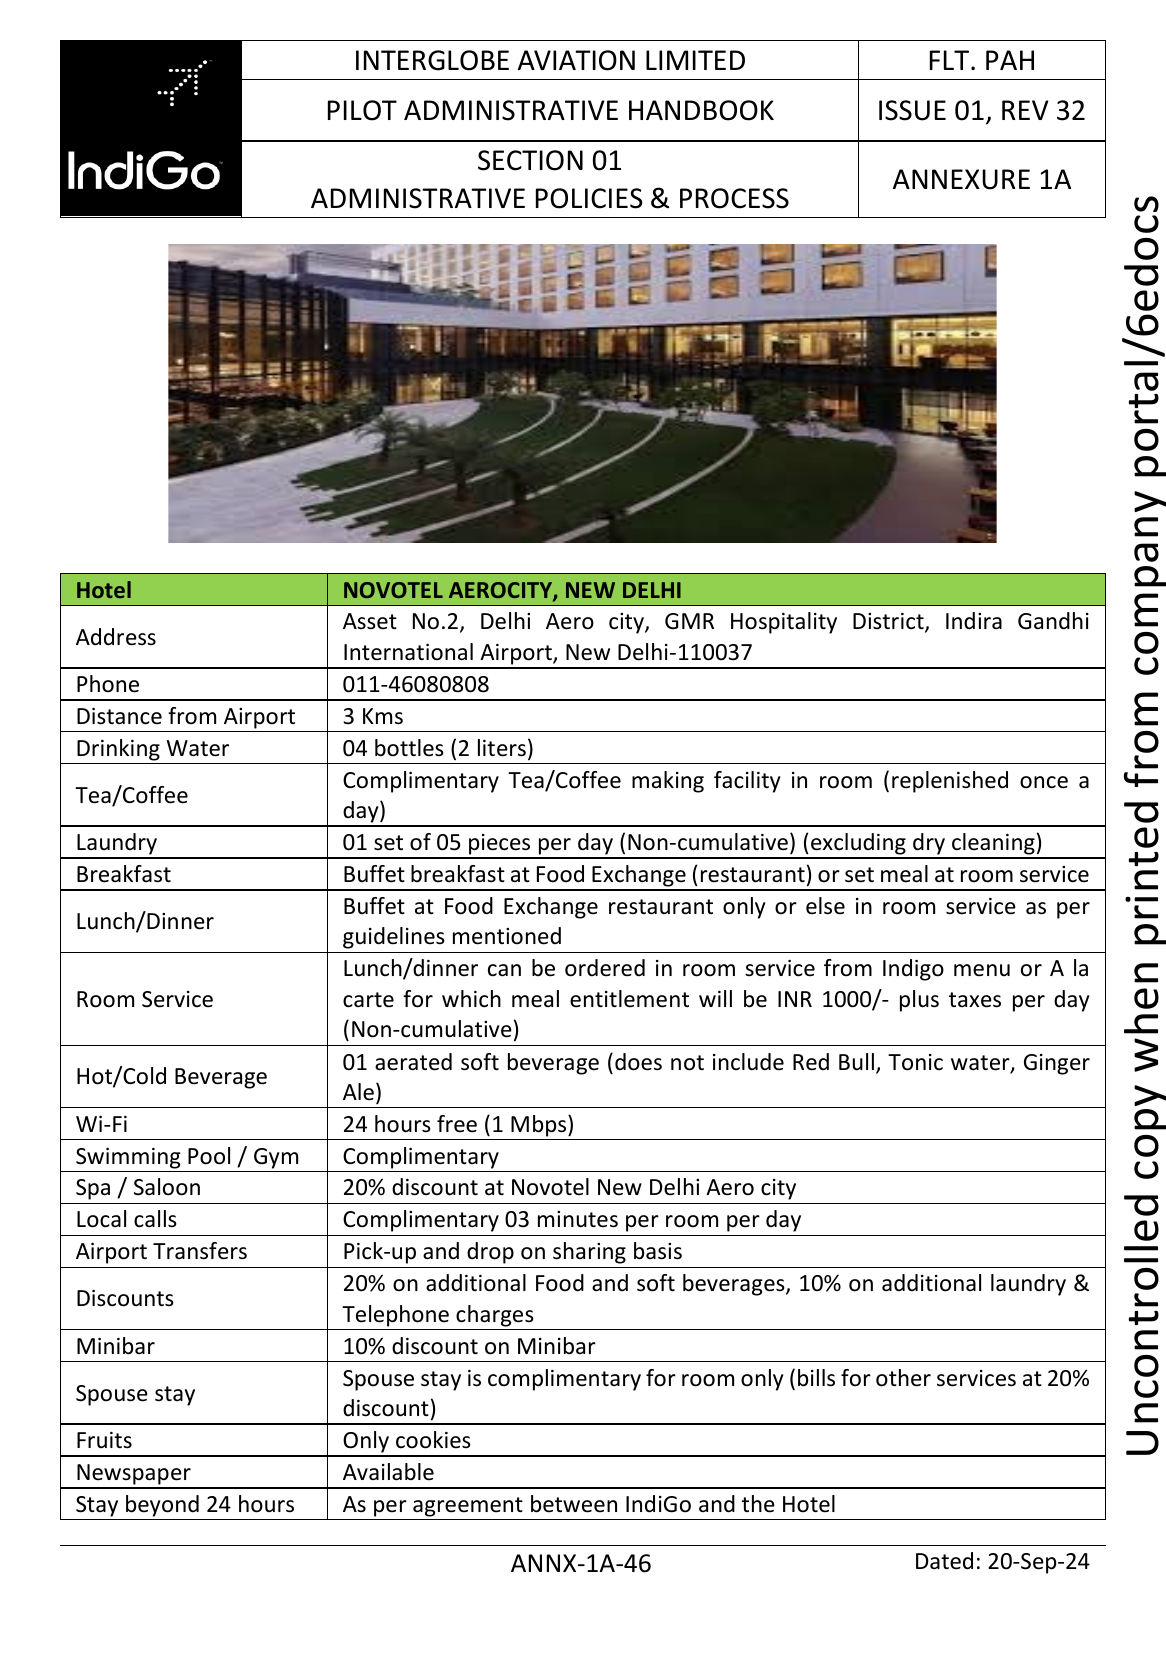 IndiGo
INTERGLOBE AVIATION LIMITED
FLT. PAH
PILOT ADMINISTRATIVE HANDBOOK
ISSUE 01, REV 32
SECTION 01
ADMINISTRATIVE POLICIES & PROCESS
ANNEXURE 1A
Hotel
NOVOTEL AEROCITY, NEW DELHI
Address
Asset No.2, Delhi Aero city, GMR Hospitality District, Indira Gandhi
International Airport, New Delhi-110037
Phone
011-46080808
Distance from Airport
3 Kms
Drinking Water
04 bottles (2 liters)
Tea/Coffee
Complimentary Tea/Coffee making facility in room (replenished once a
day)
Laundry
01 set of 05 pieces per day (Non-cumulative) (excluding dry cleaning)
Breakfast
Buffet breakfast at Food Exchange (restaurant) or set meal at room service
Lunch/Dinner
Buffet at Food Exchange restaurant only or else in room service as per
guidelines mentioned
Room Service
Lunch/dinner can be ordered in room service from Indigo menu or A la
carte for which meal entitlement will be INR 1000/- plus taxes per day
(Non-cumulative)
Hot/Cold Beverage
01 aerated soft beverage (does not include Red Bull, Tonic water, Ginger
Ale)
Wi-Fi
24 hours free (1 Mbps)
Swimming Pool / Gym
Complimentary
Spa / Saloon
20% discount at Novotel New Delhi Aero city
Local calls
Complimentary 03 minutes per room per day
Airport Transfers
Pick-up and drop on sharing basis
Discounts
20% on additional Food and soft beverages, 10% on additional laundry &
Telephone charges
Minibar
10% discount on Minibar
Spouse stay
Spouse stay is complimentary for room only (bills for other services at 20%
discount)
Fruits
Only cookies
Newspaper
Available
Stay beyond 24 hours
As per agreement between IndiGo and the Hotel
ANNX-1A-46
Dated: 20-Sep-24
Uncontrolled copy when printed from company portal/6edocs